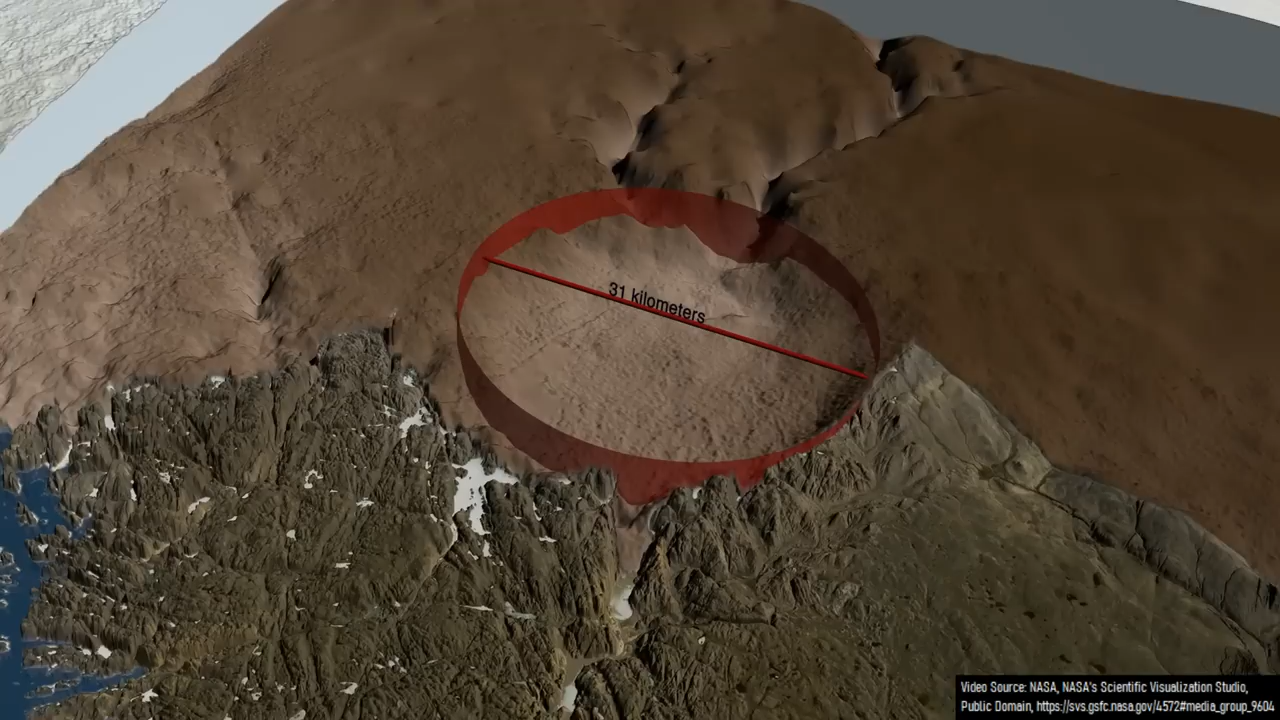 31 kilometers
Video Source: NASA, NASA's Scientific Visualization Studio,
Public Domain, https://svs.gsfc.nasa.gov/4572#media_group_9604